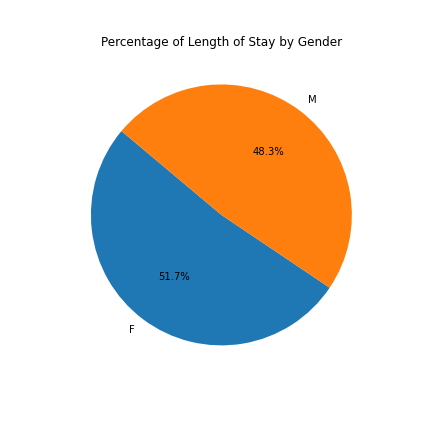 Percentage of Length of Stay by Gender
M
48.3%
51.7%
F